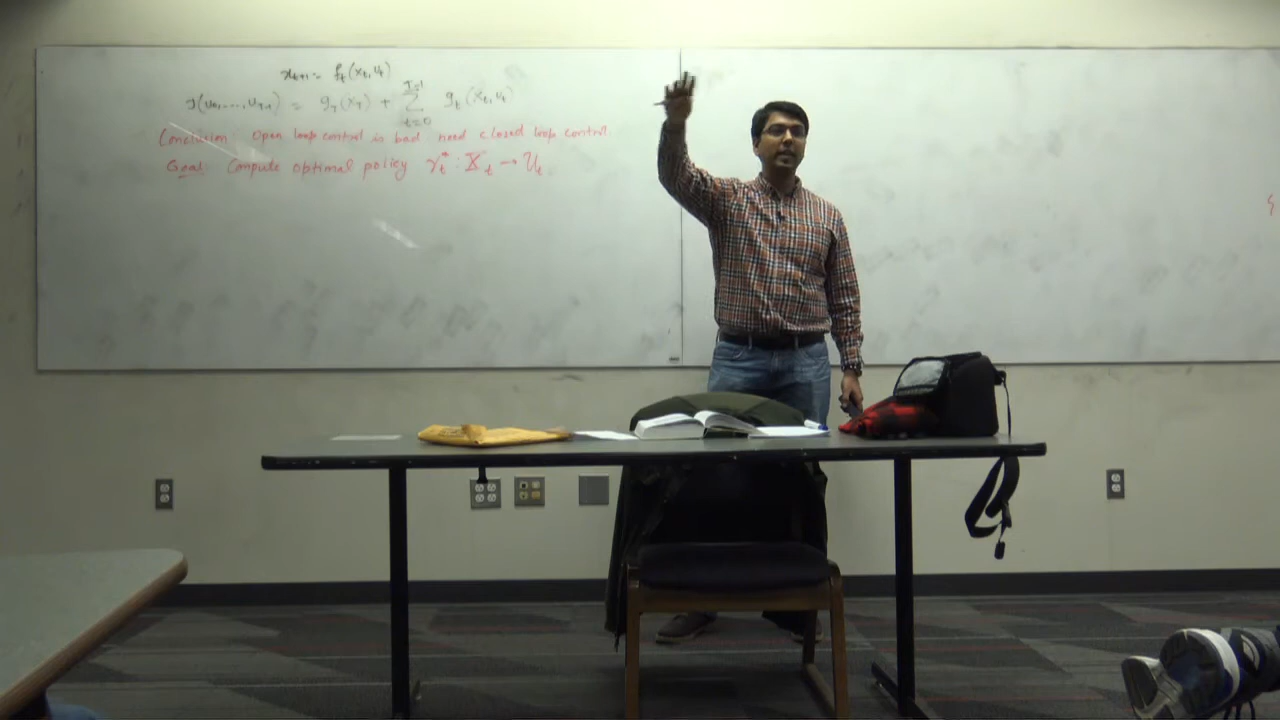 x_{t+1} = f_t(x_t, u_t)
J(u_0, ..., u_{T-1}) = g_T(x_T) + \sum_{t=0}^{T-1} g_t(x_t, u_t)
Conclusion: Open loop control is bad need closed loop control.
Goal: Compute optimal policy γ_t^* : X_t → U_t
{